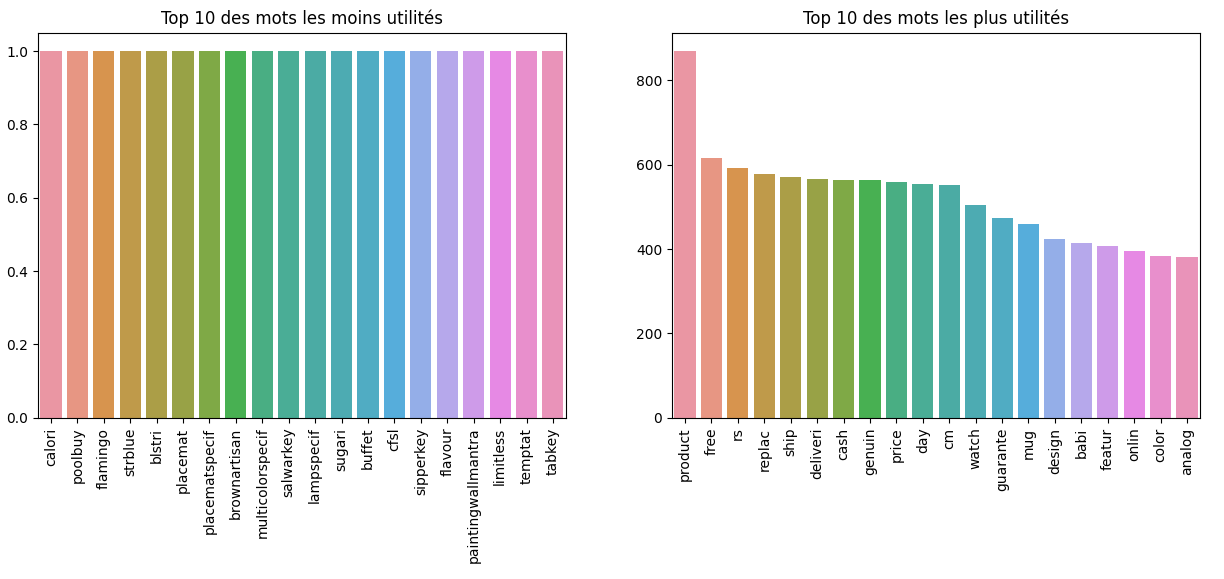 Top 10 des mots les moins utilités
1.0
0.8
0.6
0.4
0.2
0.0
calori
poolbuy
flamingo
strblue
blstri
placemat
placematspecif
brownartisan
multicolorspecif
salwarkey
lampspecif
sugari
buffet
cfsl
sipperkey
flavour
paintingwallmantra
limitless
temptat
tabkey
Top 10 des mots les plus utilités
800
600
400
200
0
product
free
rs
replac
ship
deliveri
cash
genuin
price
day
cm
watch
guarante
mug
design
babi
featur
onlin
color
analog